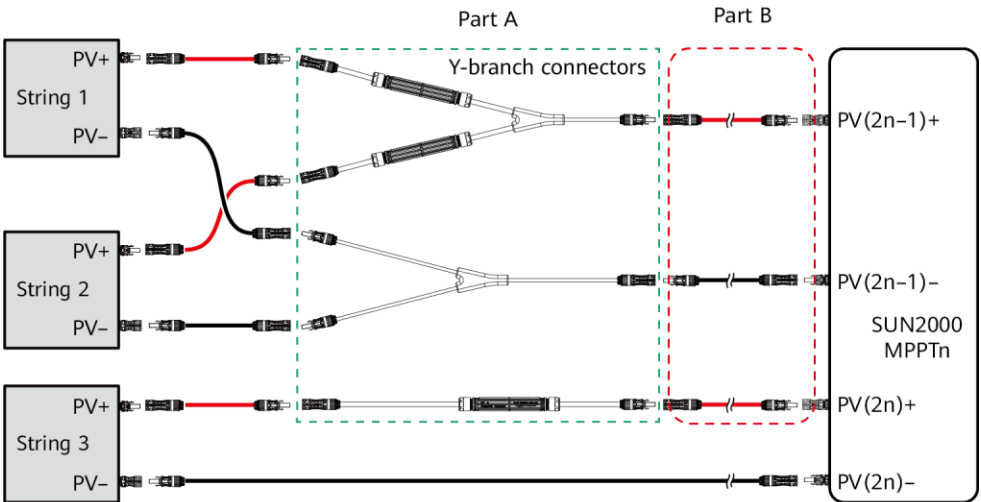 Part A
Part B
Y-branch connectors
PV+
String 1
PV–
PV+
String 2
PV–
PV+
String 3
PV–
PV(2n–1)+
PV(2n–1)–
SUN2000
MPPTn
PV(2n)+
PV(2n)–